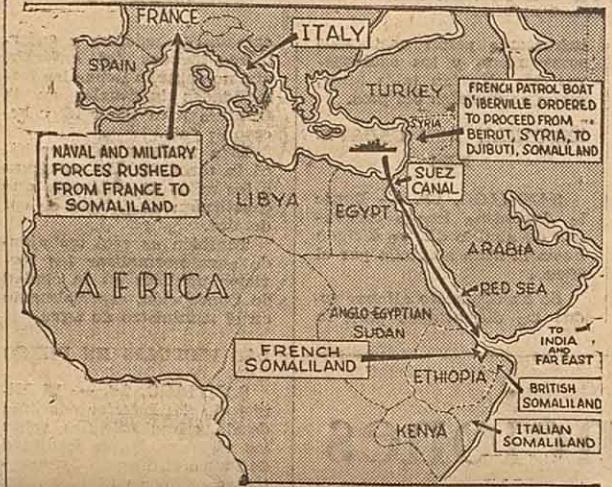 FRANCE
ITALY
SPAIN
TURKEY
SYRIA
FRENCH PATROL BOAT
D'IBERVILLE ORDERED
TO PROCEED FROM
BEIRUT, SYRIA, TO
DJIBUTI, SOMALILAND
NAVAL AND MILITARY
FORCES RUSHED
FROM FRANCE TO
SOMALILAND
SUEZ
CANAL
LIBYA
EGYPT
ARABIA
AFRICA
RED SEA
ANGLO-EGYPTIAN
SUDAN
TO
INDIA
AND
FAR EAST
FRENCH
SOMALILAND
ETHIOPIA
BRITISH
SOMALILAND
KENYA
ITALIAN
SOMALILAND